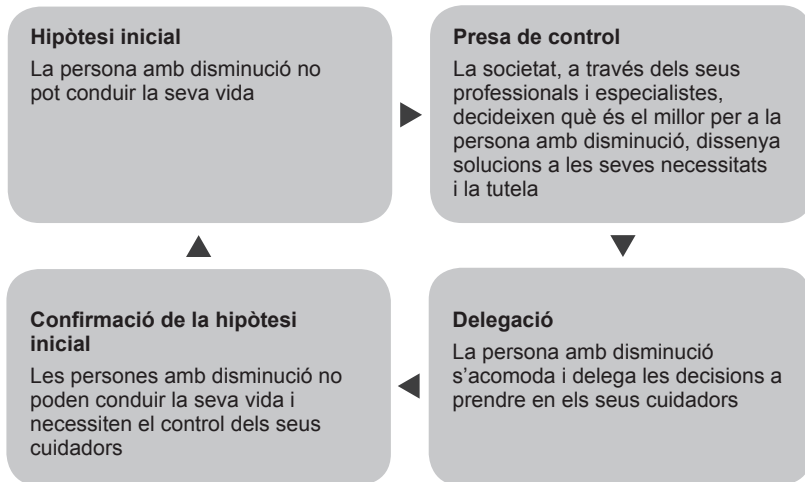 Hipòtesi inicial
La persona amb disminució no
pot conduir la seva vida
Presa de control
La societat, a través dels seus
professionals i especialistes,
decideixen què és el millor per a la
persona amb disminució, dissenya
solucions a les seves necessitats
i la tutela
Delegació
La persona amb disminució
s’acomoda i delega les decisions a
prendre en els seus cuidadors
Confirmació de la hipòtesi
inicial
Les persones amb disminució no
poden conduir la seva vida i
necessiten el control dels seus
cuidadors